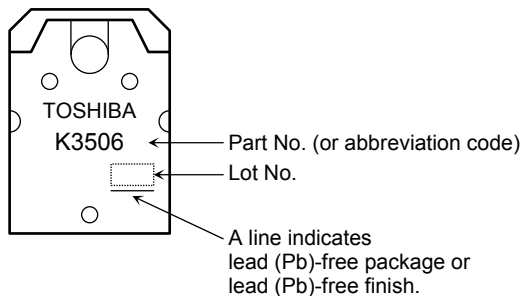 TOSHIBA
K3506
Part No. (or abbreviation code)
Lot No.
A line indicates
lead (Pb)-free package or
lead (Pb)-free finish.